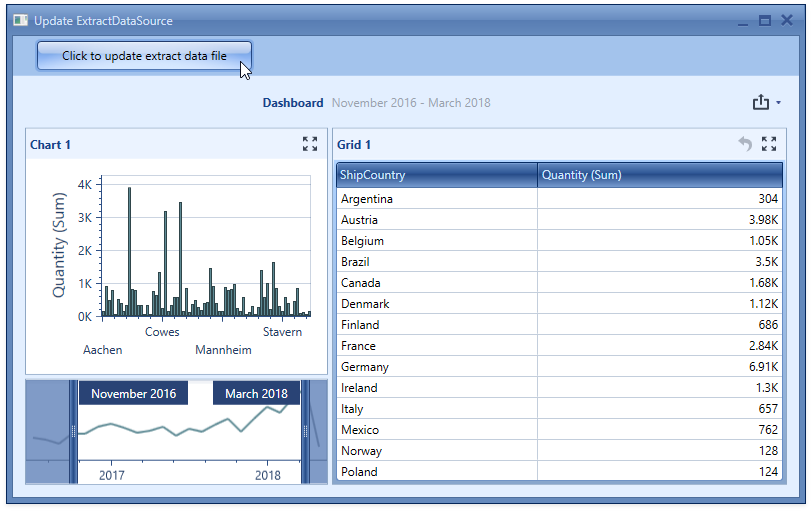 Update ExtractDataSource
Click to update extract data file
Dashboard November 2016 - March 2018
Chart 1
Quantity (Sum)
4K
3K
2K
1K
0K
Cowes Stavern
Aachen Mannheim
November 2016 March 2018
2017 2018
Grid 1
ShipCountry Quantity (Sum)
Argentina 304
Austria 3.98K
Belgium 1.05K
Brazil 3.5K
Canada 1.68K
Denmark 1.12K
Finland 686
France 2.84K
Germany 6.91K
Ireland 1.3K
Italy 657
Mexico 762
Norway 128
Poland 124